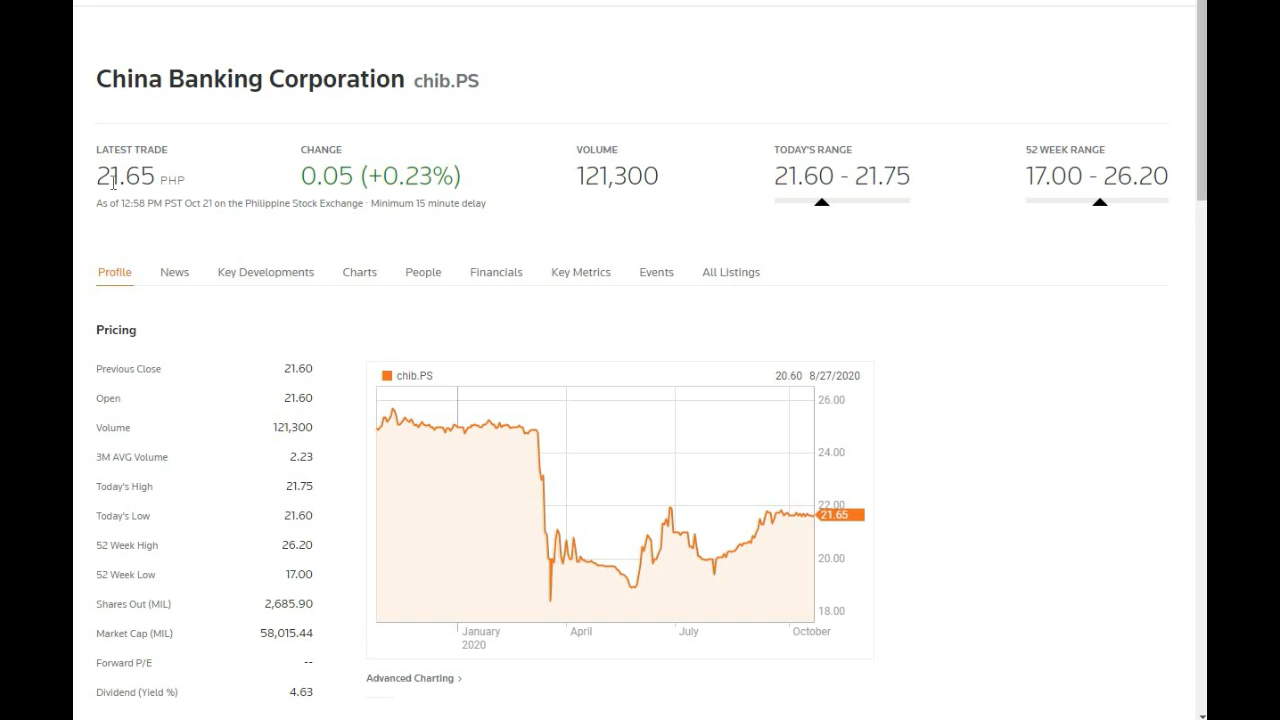 China Banking Corporation chib.PS
LATEST TRADE CHANGE VOLUME TODAY'S RANGE 52 WEEK RANGE
21.65 PHP 0.05 (+0.23%) 121,300 21.60 - 21.75 17.00 - 26.20
As of 12:58 PM PST Oct 21 on the Philippine Stock Exchange · Minimum 15 minute delay
Profile News Key Developments Charts People Financials Key Metrics Events All Listings
Pricing
Previous Close 21.60
Open 21.60
Volume 121,300
3M AVG Volume 2.23
Today's High 21.75
Today's Low 21.60
52 Week High 26.20
52 Week Low 17.00
Shares Out (MIL) 2,685.90
Market Cap (MIL) 58,015.44
Forward P/E --
Dividend (Yield %) 4.63
chib.PS 20.60 8/27/2020
26.00
24.00
22.00
21.65
20.00
18.00
January April July October
2020
Advanced Charting ›